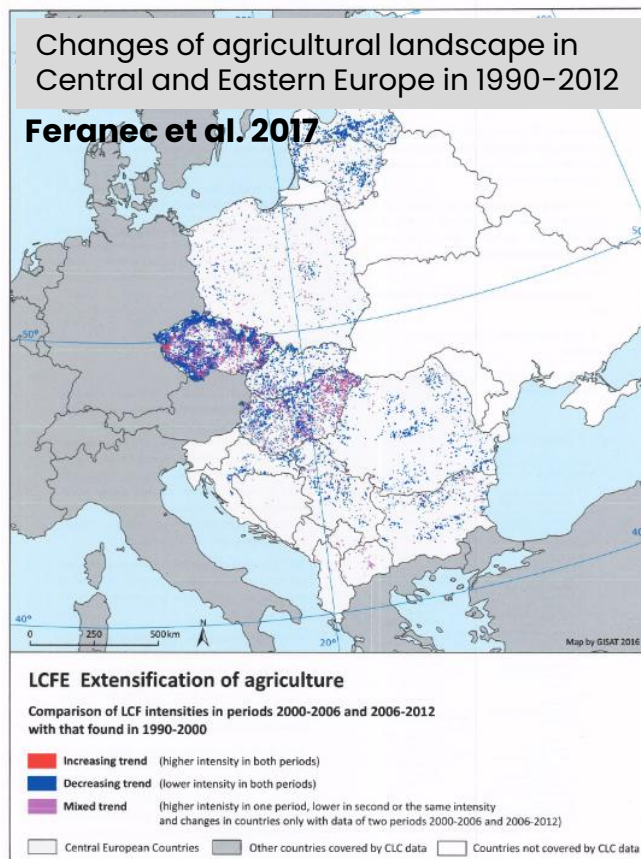 Changes of agricultural landscape in
Central and Eastern Europe in 1990-2012
Feranec et al. 2017
50°
40°
40°
20°
N
0 250 500km
Map by GISAT 2016
LCFE Extensification of agriculture
Comparison of LCF intensities in periods 2000-2006 and 2006-2012
with that found in 1990-2000
Increasing trend (higher intensity in both periods)
Decreasing trend (lower intensity in both periods)
Mixed trend (higher intenisty in one period, lower in second or the same intensity
and changes in countries only with data of two periods 2000-2006 and 2006-2012)
Central European Countries Other countries covered by CLC data Countries not covered by CLC data